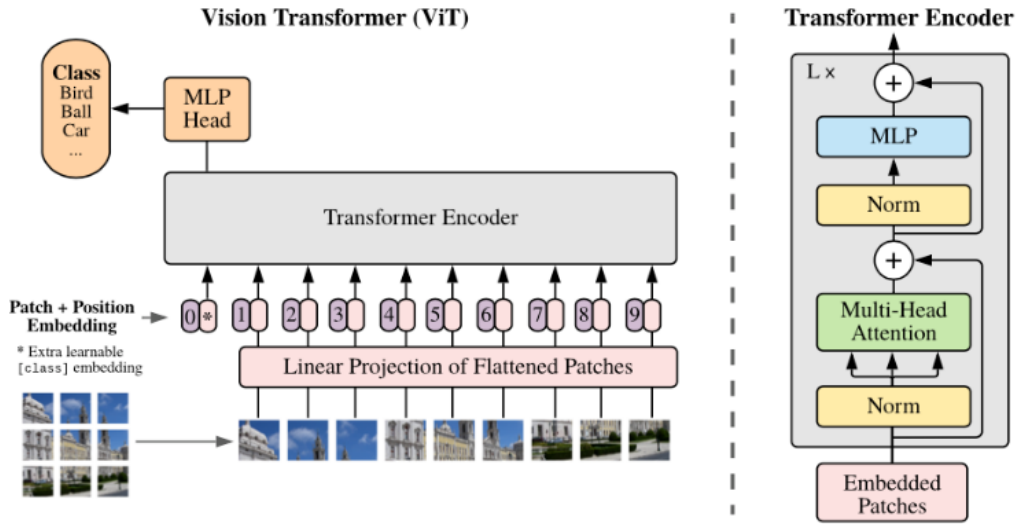 Vision Transformer (ViT)
Class
Bird
Ball
Car
...
MLP
Head
Transformer Encoder
Patch + Position
Embedding
0 * 1 2 3 4 5 6 7 8 9
* Extra learnable
[class] embedding
Linear Projection of Flattened Patches
Transformer Encoder
L ×
+
MLP
Norm
+
Multi-Head
Attention
Norm
Embedded
Patches